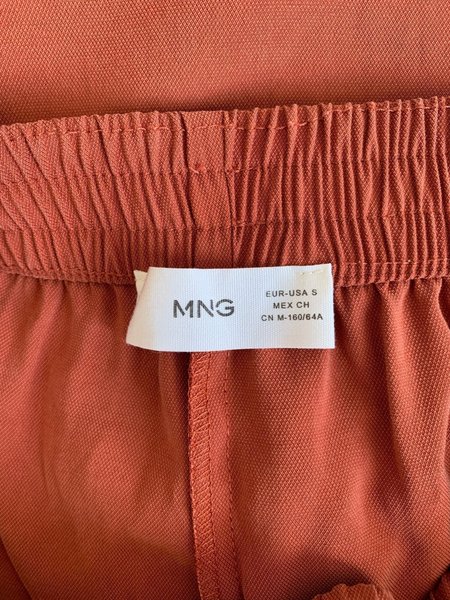 MNG
EUR-USA S
MEX CH
CN M-160/64A